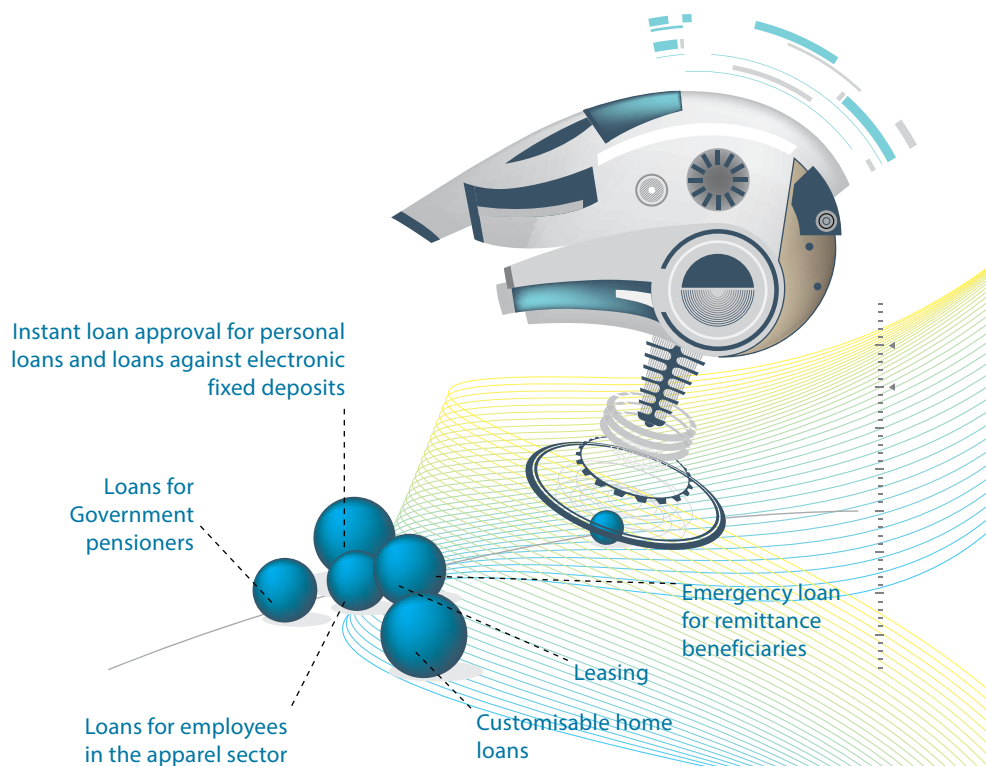 Instant loan approval for personal
loans and loans against electronic
fixed deposits
Loans for
Government
pensioners
Emergency loan
for remittance
beneficiaries
Leasing
Customisable home
loans
Loans for employees
in the apparel sector